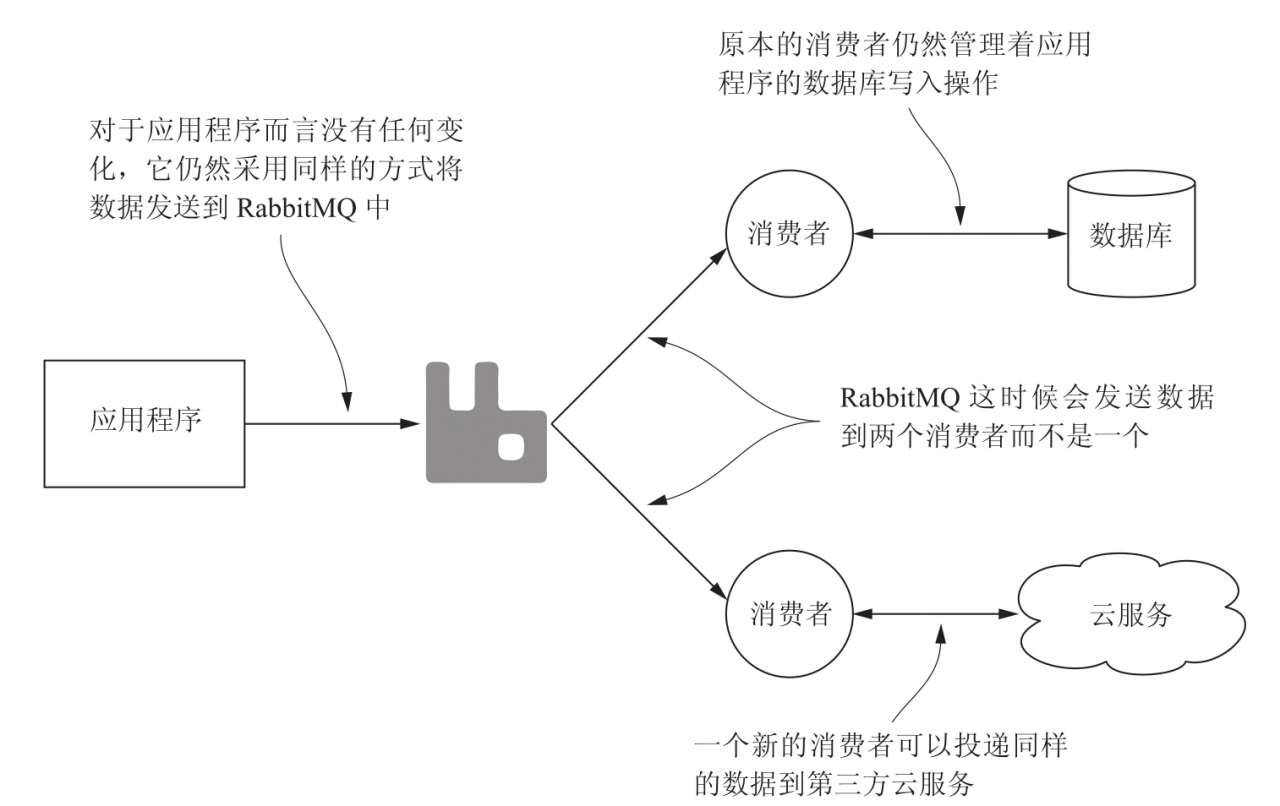 原本的消费者仍然管理着应用
程序的数据库写入操作
对于应用程序而言没有任何变
化，它仍然采用同样的方式将
数据发送到 RabbitMQ 中
消费者
数据库
应用程序
RabbitMQ 这时候会发送数据
到两个消费者而不是一个
消费者
云服务
一个新的消费者可以投递同样
的数据到第三方云服务